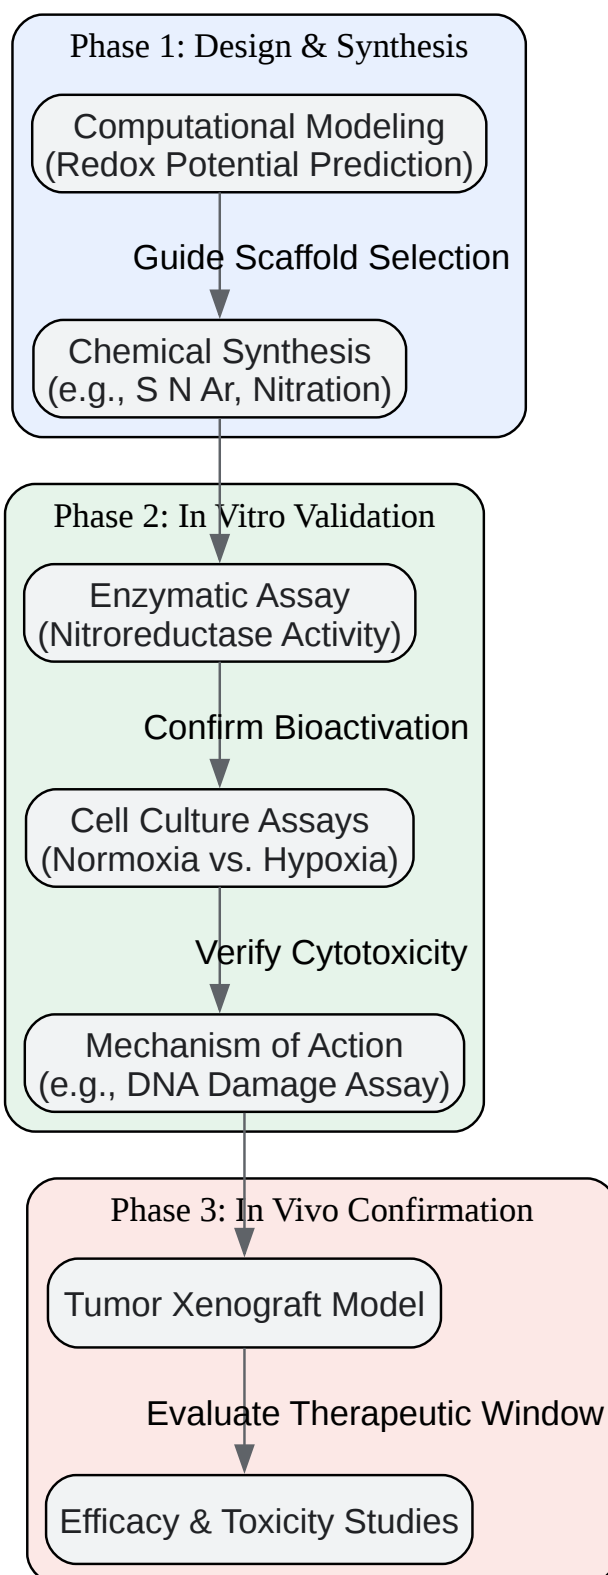 Phase 1: Design & Synthesis
Computational Modeling
(Redox Potential Prediction)
Guide Scaffold Selection
Chemical Synthesis
(e.g., S N Ar, Nitration)
Phase 2: In Vitro Validation
Enzymatic Assay
(Nitroreductase Activity)
Confirm Bioactivation
Cell Culture Assays
(Normoxia vs. Hypoxia)
Verify Cytotoxicity
Mechanism of Action
(e.g., DNA Damage Assay)
Phase 3: In Vivo Confirmation
Tumor Xenograft Model
Evaluate Therapeutic Window
Efficacy & Toxicity Studies